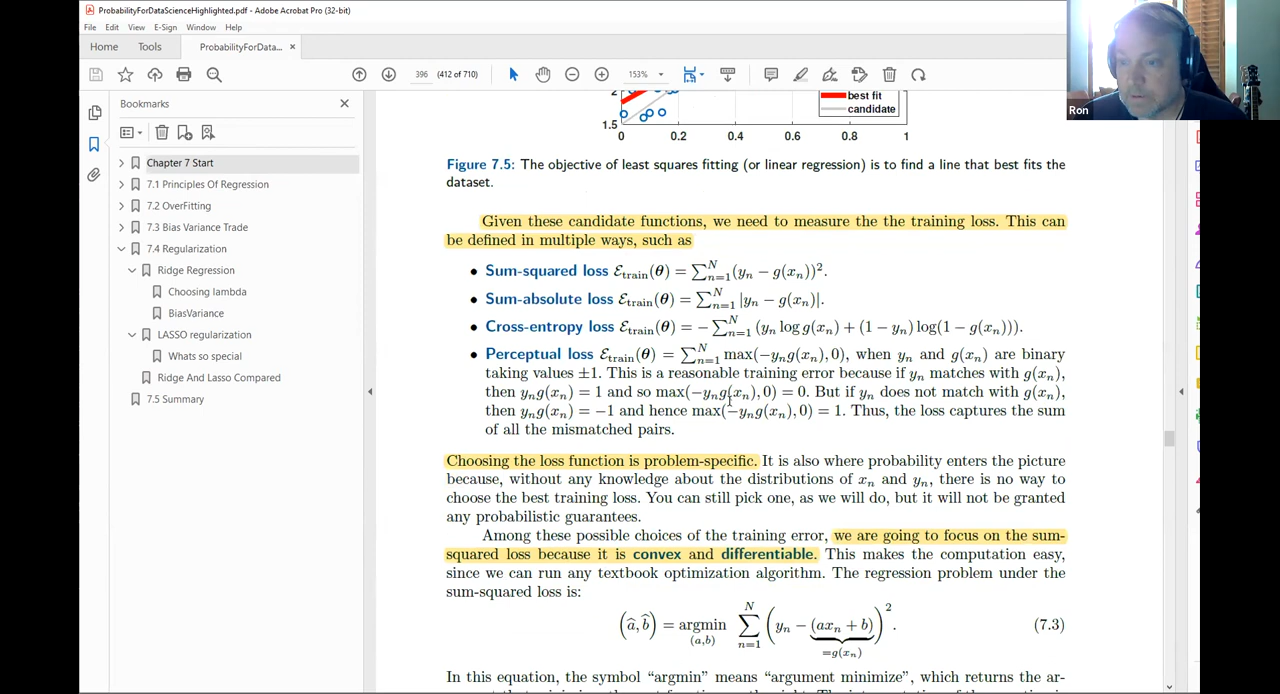 ProbabilityForDataScienceHighlighted.pdf - Adobe Acrobat Pro (32-bit)
File Edit View E-Sign Window Help
Home Tools ProbabilityForData... ×
396 (412 of 710) 153%
Ron
Bookmarks
Chapter 7 Start
7.1 Principles Of Regression
7.2 OverFitting
7.3 Bias Variance Trade
7.4 Regularization
Ridge Regression
Choosing lambda
BiasVariance
LASSO regularization
Whats so special
Ridge And Lasso Compared
7.5 Summary
2
1.5
0 0.2 0.4 0.6 0.8 1
best fit
candidate
Figure 7.5: The objective of least squares fitting (or linear regression) is to find a line that best fits the
dataset.
Given these candidate functions, we need to measure the the training loss. This can
be defined in multiple ways, such as
• Sum-squared loss ℰtrain(θ) = ∑ₙ₌₁ᴺ (yₙ − g(xₙ))².
• Sum-absolute loss ℰtrain(θ) = ∑ₙ₌₁ᴺ |yₙ − g(xₙ)|.
• Cross-entropy loss ℰtrain(θ) = − ∑ₙ₌₁ᴺ (yₙ log g(xₙ) + (1 − yₙ) log(1 − g(xₙ))).
• Perceptual loss ℰtrain(θ) = ∑ₙ₌₁ᴺ max(−yₙg(xₙ), 0), when yₙ and g(xₙ) are binary
taking values ±1. This is a reasonable training error because if yₙ matches with g(xₙ),
then yₙg(xₙ) = 1 and so max(−yₙg(xₙ), 0) = 0. But if yₙ does not match with g(xₙ),
then yₙg(xₙ) = −1 and hence max(−yₙg(xₙ), 0) = 1. Thus, the loss captures the sum
of all the mismatched pairs.
Choosing the loss function is problem-specific. It is also where probability enters the picture
because, without any knowledge about the distributions of xₙ and yₙ, there is no way to
choose the best training loss. You can still pick one, as we will do, but it will not be granted
any probabilistic guarantees.
Among these possible choices of the training error, we are going to focus on the sum-
squared loss because it is convex and differentiable. This makes the computation easy,
since we can run any textbook optimization algorithm. The regression problem under the
sum-squared loss is:
(â, b̂) = argmin(a,b) ∑ₙ₌₁ᴺ (yₙ − (axₙ + b))². (7.3)
=g(xₙ)
In this equation, the symbol “argmin” means “argument minimize”, which returns the ar-